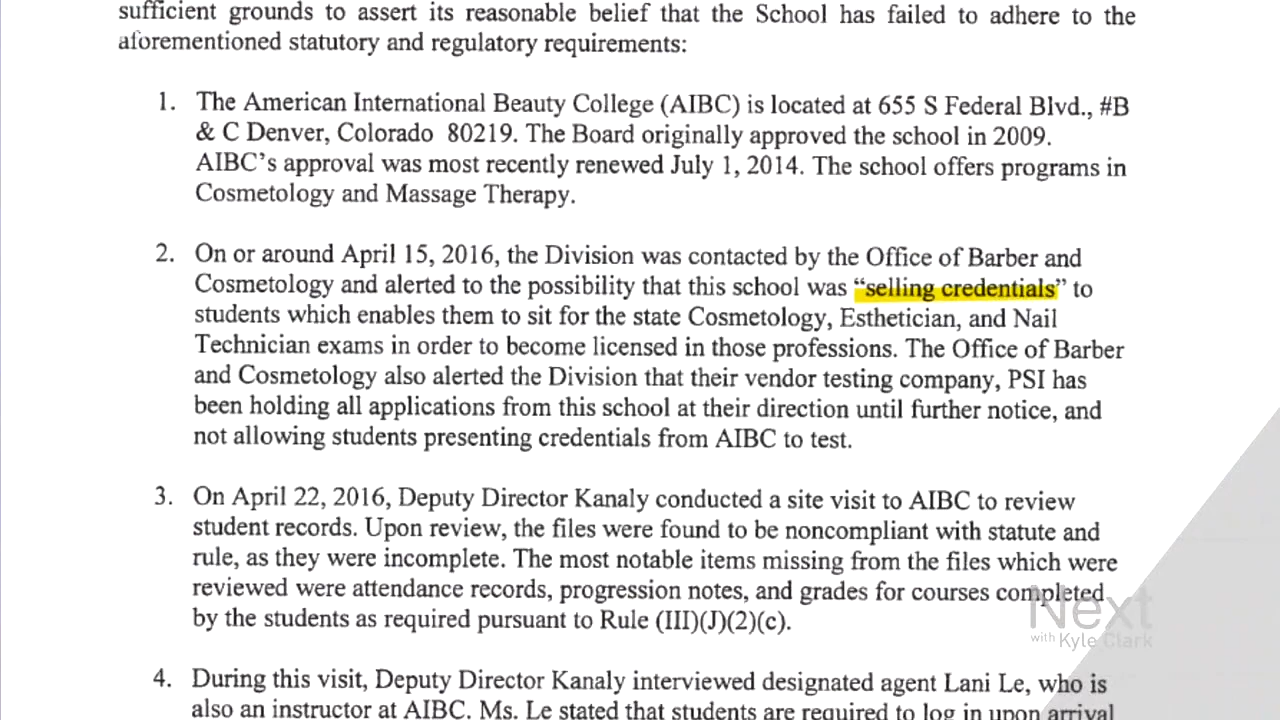 sufficient grounds to assert its reasonable belief that the School has failed to adhere to the
aforementioned statutory and regulatory requirements:
1. The American International Beauty College (AIBC) is located at 655 S Federal Blvd., #B
& C Denver, Colorado 80219. The Board originally approved the school in 2009.
AIBC's approval was most recently renewed July 1, 2014. The school offers programs in
Cosmetology and Massage Therapy.
2. On or around April 15, 2016, the Division was contacted by the Office of Barber and
Cosmetology and alerted to the possibility that this school was “selling credentials” to
students which enables them to sit for the state Cosmetology, Esthetician, and Nail
Technician exams in order to become licensed in those professions. The Office of Barber
and Cosmetology also alerted the Division that their vendor testing company, PSI has
been holding all applications from this school at their direction until further notice, and
not allowing students presenting credentials from AIBC to test.
3. On April 22, 2016, Deputy Director Kanaly conducted a site visit to AIBC to review
student records. Upon review, the files were found to be noncompliant with statute and
rule, as they were incomplete. The most notable items missing from the files which were
reviewed were attendance records, progression notes, and grades for courses completed
by the students as required pursuant to Rule (III)(J)(2)(c).
Next
with Kyle Clark
4. During this visit, Deputy Director Kanaly interviewed designated agent Lani Le, who is
also an instructor at AIBC. Ms. Le stated that students are required to log in upon arrival